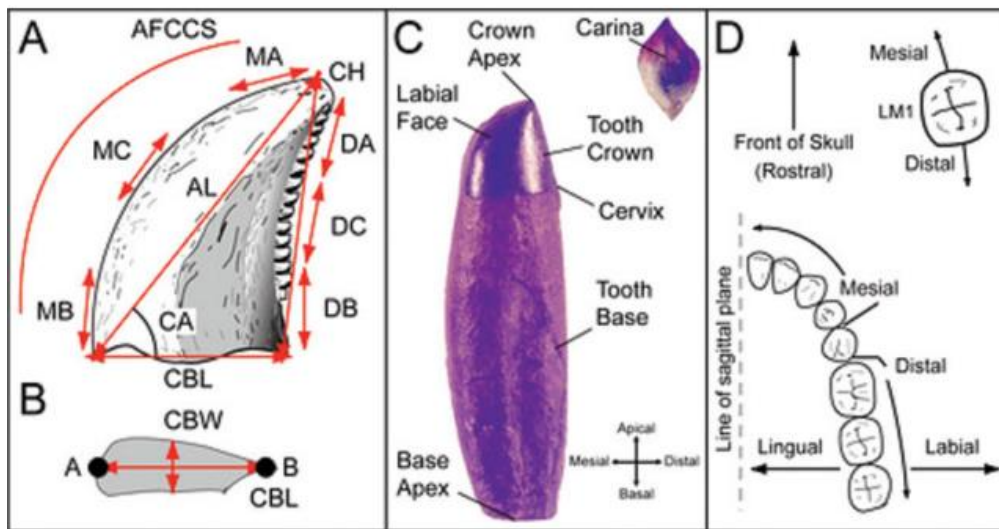 A
AFCCS
MA
CH
MC
DA
AL
DC
MB
CA
DB
CBL
B
CBW
A
B
CBL
C
Crown
Apex
Carina
Labial
Face
Tooth
Crown
Cervix
Tooth
Base
Apical
Mesial
Distal
Basal
Base
Apex
D
Mesial
LM1
Front of Skull
(Rostral)
Distal
Line of sagittal plane
Mesial
Distal
Lingual
Labial